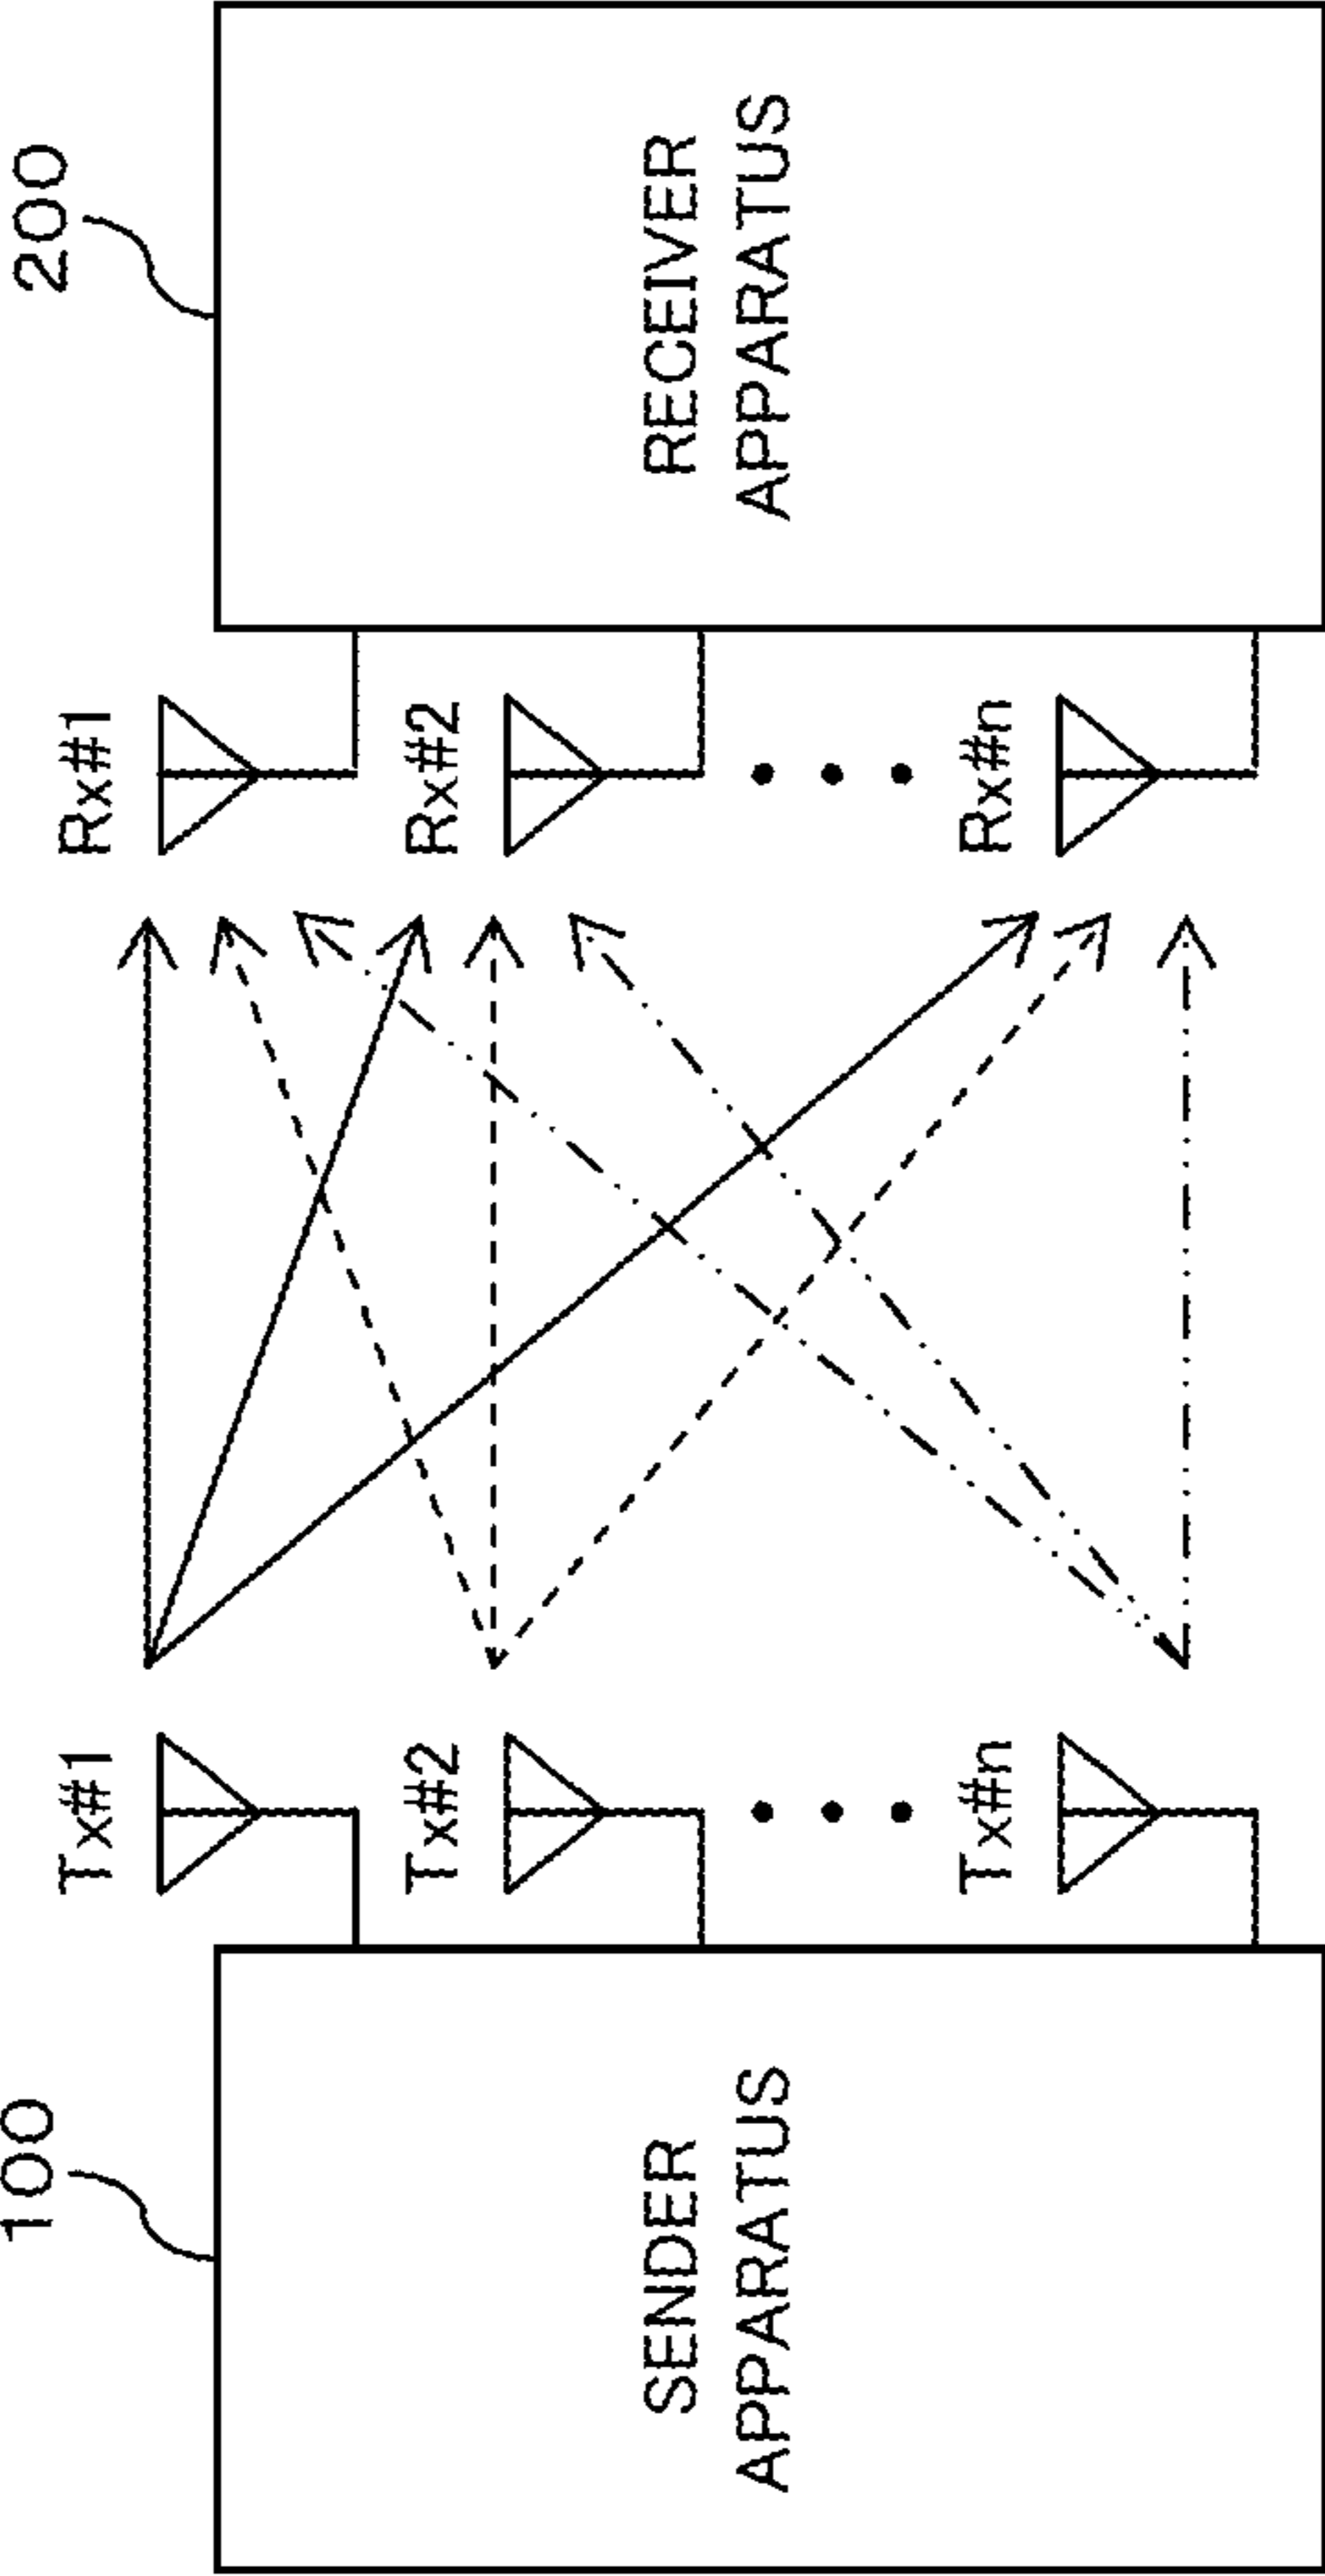 100
200
Tx#1
Rx#1
Tx#2
Rx#2
SENDER
APPARATUS
RECEIVER
APPARATUS
Tx#n
Rx#n